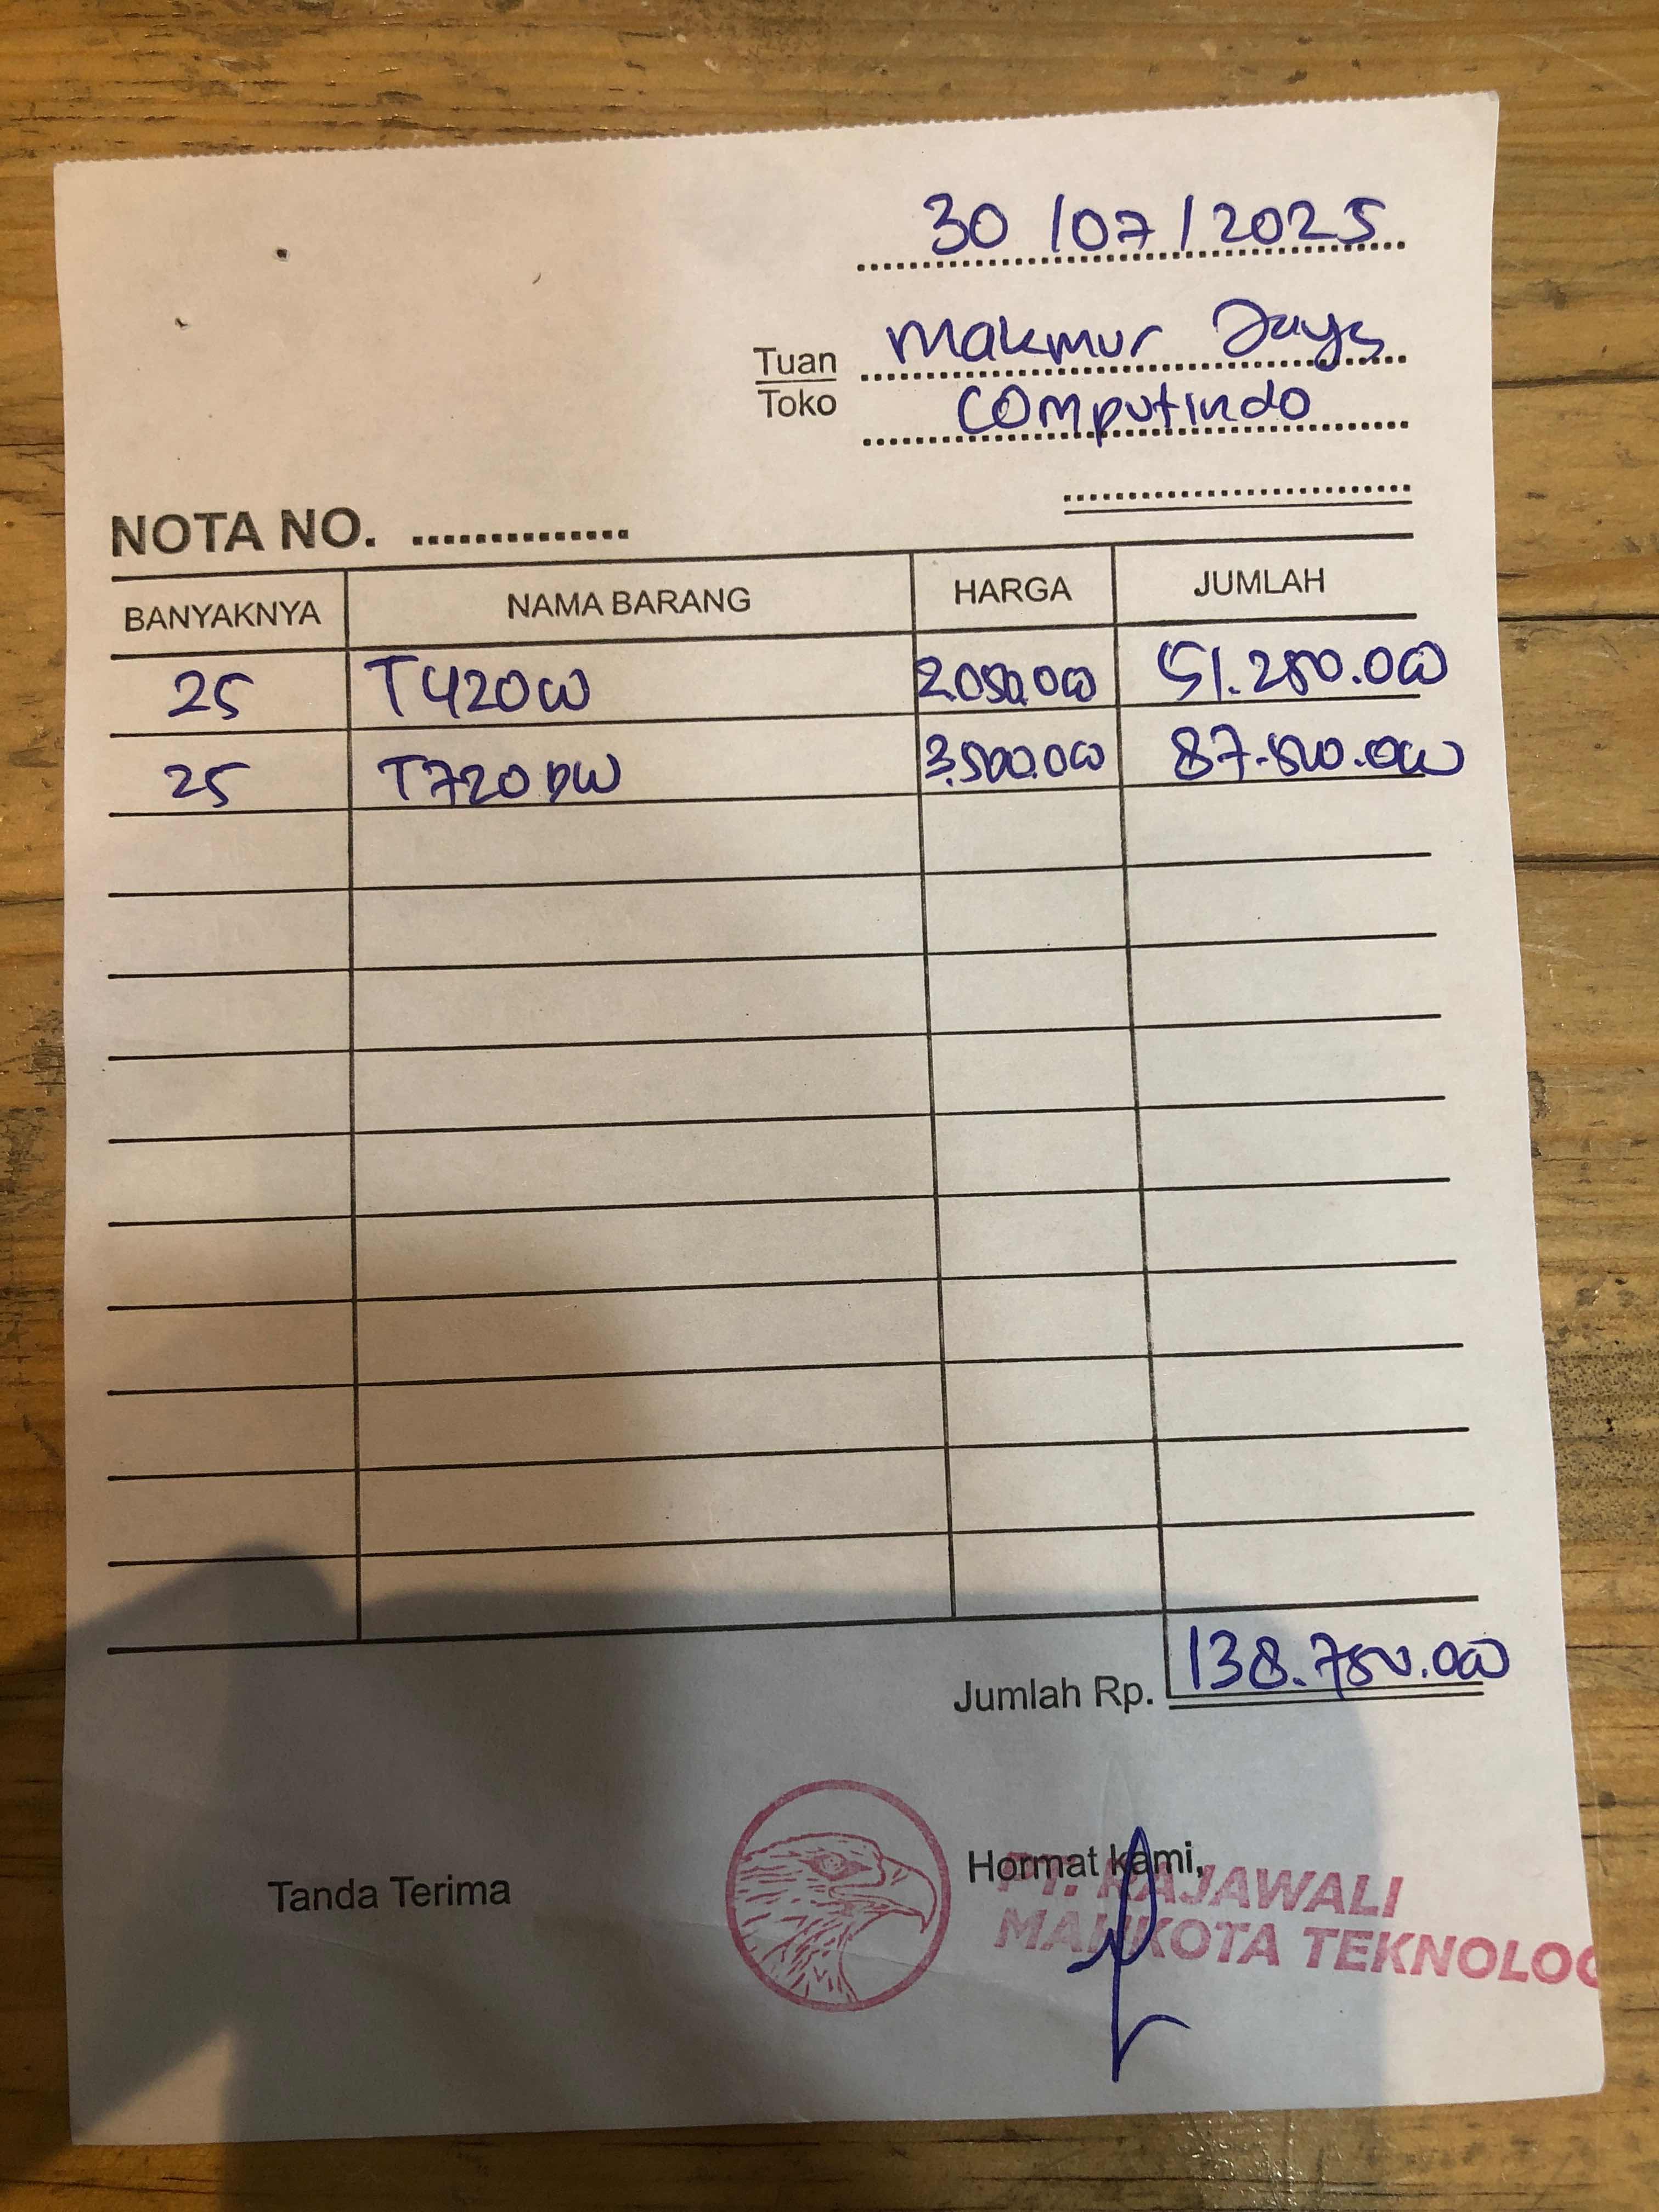 30 / 07 / 2025
Tuan Makmur Jaya
Toko Computindo
NOTA NO. ..............
BANYAKNYA NAMA BARANG HARGA JUMLAH
25 T420W 2.050.000 51.250.000
25 T720DW 3.500.000 87.500.000
Jumlah Rp. 138.750.000
Tanda Terima Hormat kami,
PT. RAJAWALI
MAHKOTA TEKNOLOG